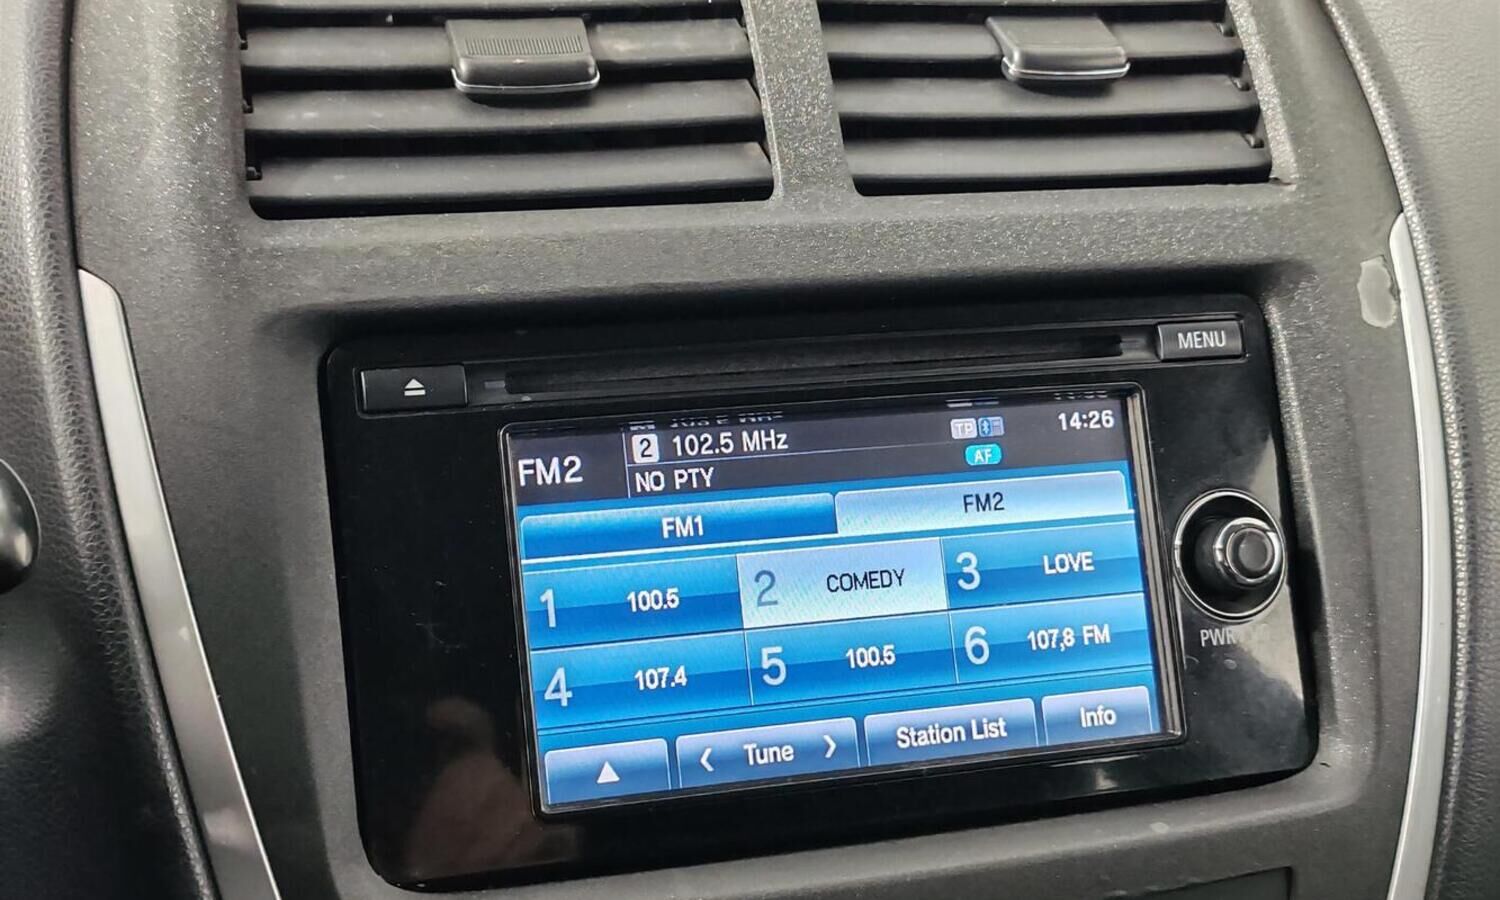 MENU
FM2
2 102.5 MHz
TP
14:26
NO PTY
AF
FM1
FM2
1 100.5
2 COMEDY
3 LOVE
4 107.4
5 100.5
6 107,8 FM
< Tune >
Station List
Info
PWR